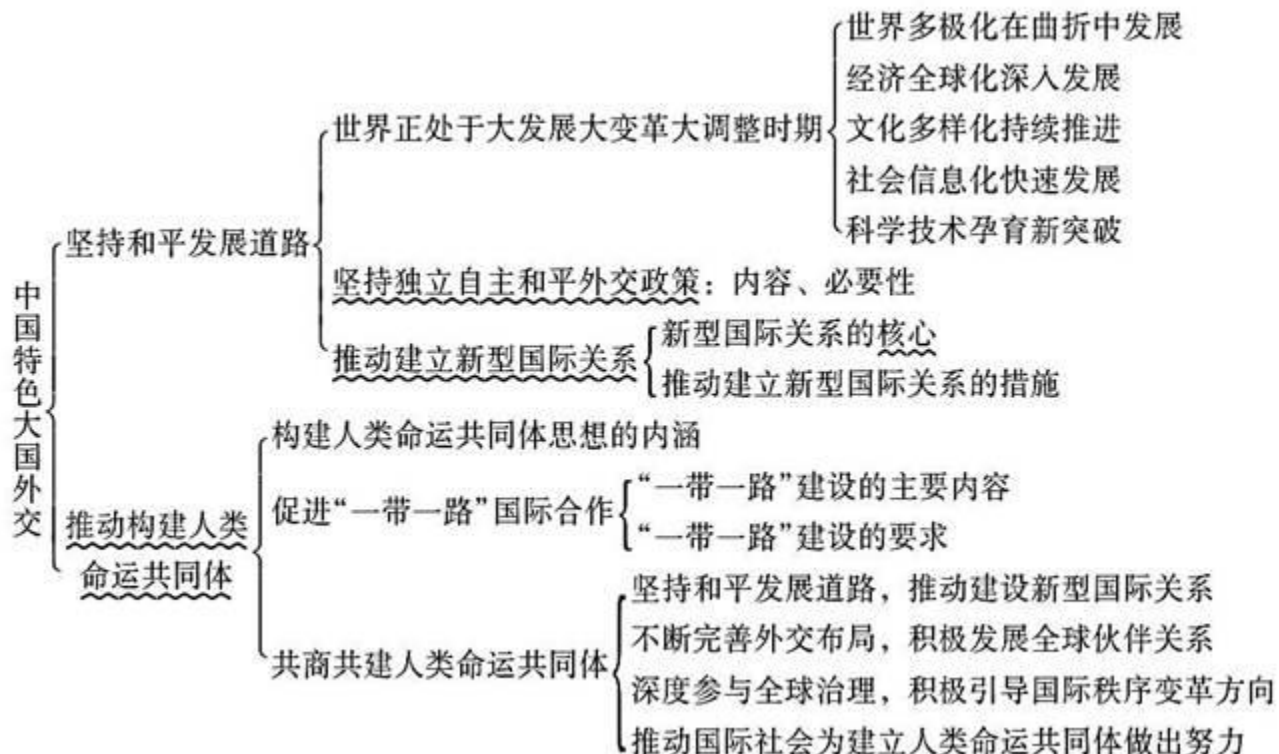 中国特色大国外交
坚持和平发展道路
世界正处于大发展大变革大调整时期
世界多极化在曲折中发展
经济全球化深入发展
文化多样化持续推进
社会信息化快速发展
科学技术孕育新突破
坚持独立自主和平外交政策：内容、必要性
推动建立新型国际关系
新型国际关系的核心
推动建立新型国际关系的措施
推动构建人类
命运共同体
构建人类命运共同体思想的内涵
促进“一带一路”国际合作
“一带一路”建设的主要内容
“一带一路”建设的要求
共商共建人类命运共同体
坚持和平发展道路，推动建设新型国际关系
不断完善外交布局，积极发展全球伙伴关系
深度参与全球治理，积极引导国际秩序变革方向
推动国际社会为建立人类命运共同体做出努力